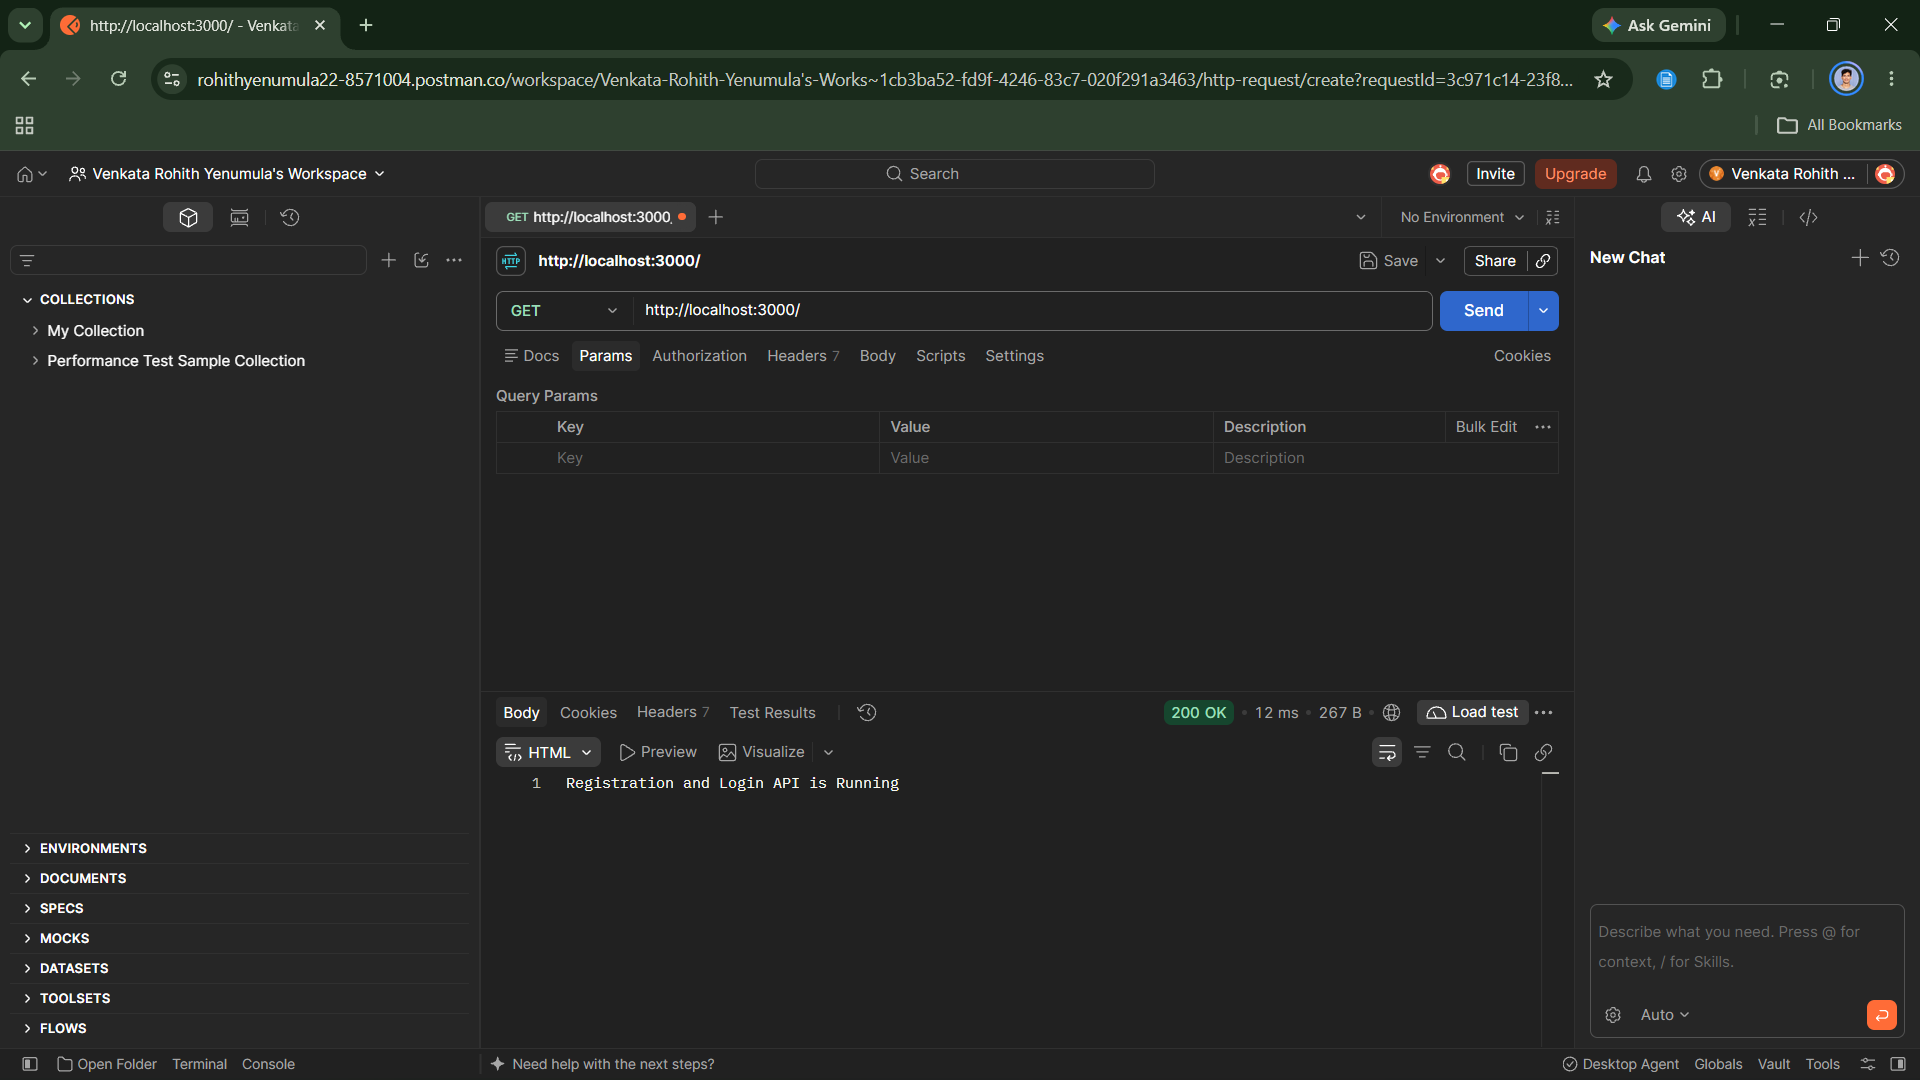 http://localhost:3000/ - Venkata
Ask Gemini
rohithyenumula22-8571004.postman.co/workspace/Venkata-Rohith-Yenumula's-Works~1cb3ba52-fd9f-4246-83c7-020f291a3463/http-request/create?requestId=3c971c14-23f8...
All Bookmarks
Venkata Rohith Yenumula's Workspace
Search
Invite
Upgrade
V
Venkata Rohith ...
GET http://localhost:3000,
No Environment
AI
HTTP
http://localhost:3000/
Save
Share
New Chat
COLLECTIONS
My Collection
Performance Test Sample Collection
GET
http://localhost:3000/
Send
Docs
Params
Authorization
Headers 7
Body
Scripts
Settings
Cookies
Query Params
Key Value Description Bulk Edit
Key Value Description
Body
Cookies
Headers 7
Test Results
200 OK
12 ms
267 B
Load test
HTML
Preview
Visualize
1 Registration and Login API is Running
ENVIRONMENTS
DOCUMENTS
SPECS
MOCKS
DATASETS
TOOLSETS
FLOWS
Describe what you need. Press @ for
context, / for Skills.
Auto
Open Folder
Terminal
Console
Need help with the next steps?
Desktop Agent
Globals
Vault
Tools